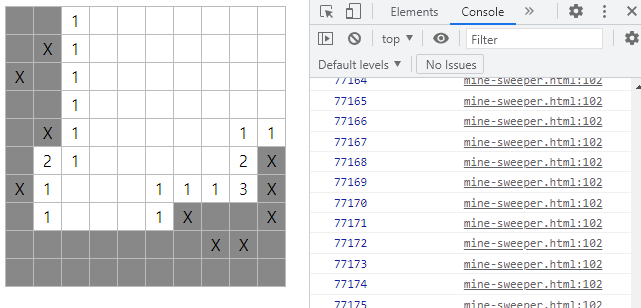 1
X 1
X 1
1
X 1 1
2 1 2 X
X 1 1 1 1 3 X
1 1 X X
X X
Elements Console »
top Filter
Default levels No Issues
77164 mine-sweeper.html:102
77165 mine-sweeper.html:102
77166 mine-sweeper.html:102
77167 mine-sweeper.html:102
77168 mine-sweeper.html:102
77169 mine-sweeper.html:102
77170 mine-sweeper.html:102
77171 mine-sweeper.html:102
77172 mine-sweeper.html:102
77173 mine-sweeper.html:102
77174 mine-sweeper.html:102
77175 mine-sweeper.html:102